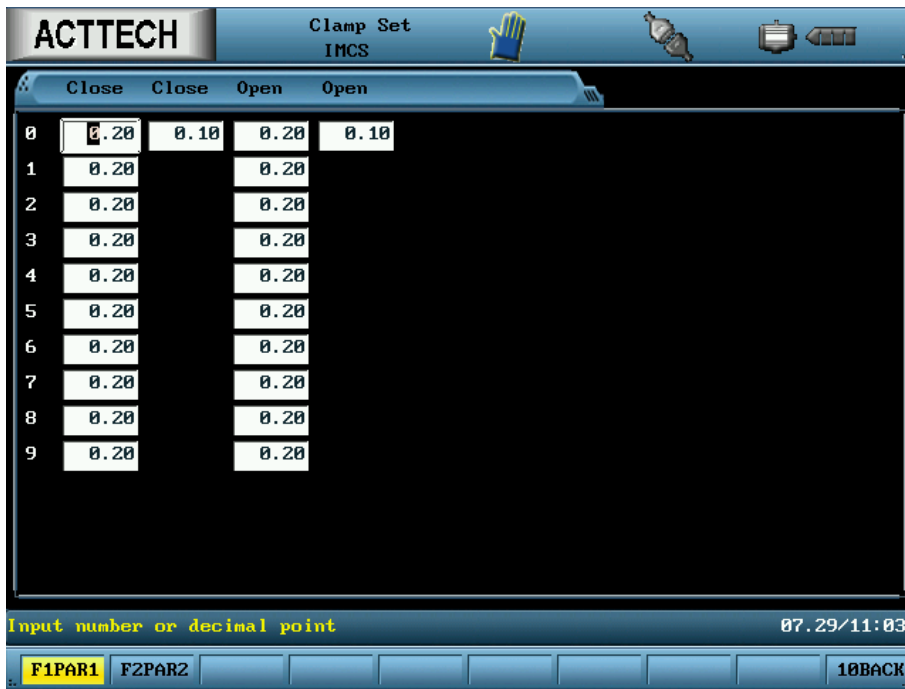 ACTTECH
Clamp Set
IMCS
Close Close Open Open
0 0.20 0.10 0.20 0.10
1 0.20 0.20
2 0.20 0.20
3 0.20 0.20
4 0.20 0.20
5 0.20 0.20
6 0.20 0.20
7 0.20 0.20
8 0.20 0.20
9 0.20 0.20
Input number or decimal point 07.29/11:03
F1PAR1 F2PAR2 10BACK